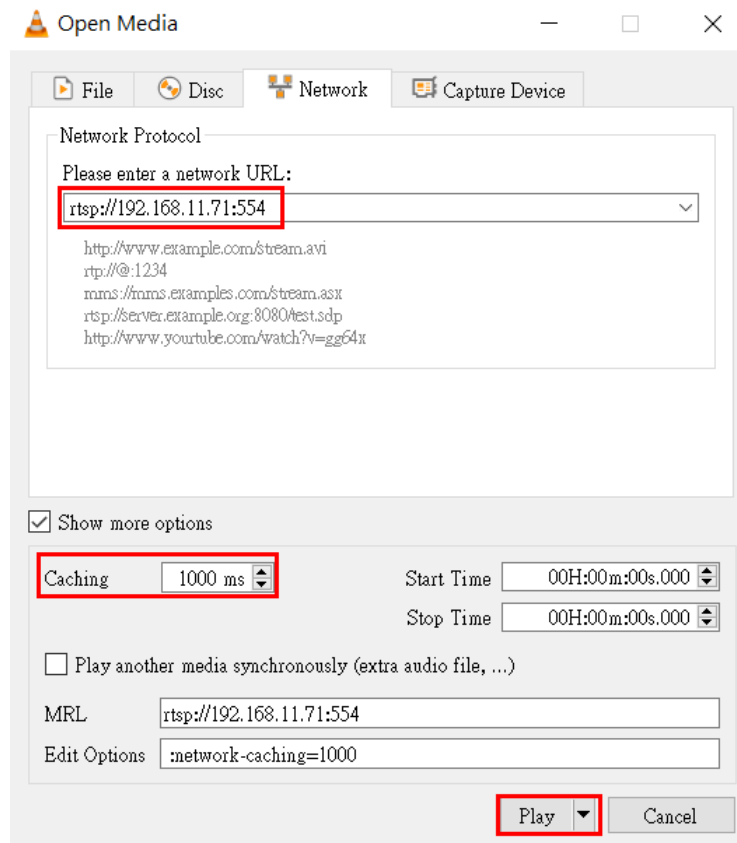 Open Media
File Disc Network Capture Device
Network Protocol
Please enter a network URL:
rtsp://192.168.11.71:554
http://www.example.com/stream.avi
rtp://@:1234
mms://mms.examples.com/stream.asx
rtsp://server.example.org:8080/test.sdp
http://www.yourtube.com/watch?v=gg64x
Show more options
Caching 1000 ms Start Time 00H:00m:00s.000
Stop Time 00H:00m:00s.000
Play another media synchronously (extra audio file, ...)
MRL rtsp://192.168.11.71:554
Edit Options :network-caching=1000
Play Cancel